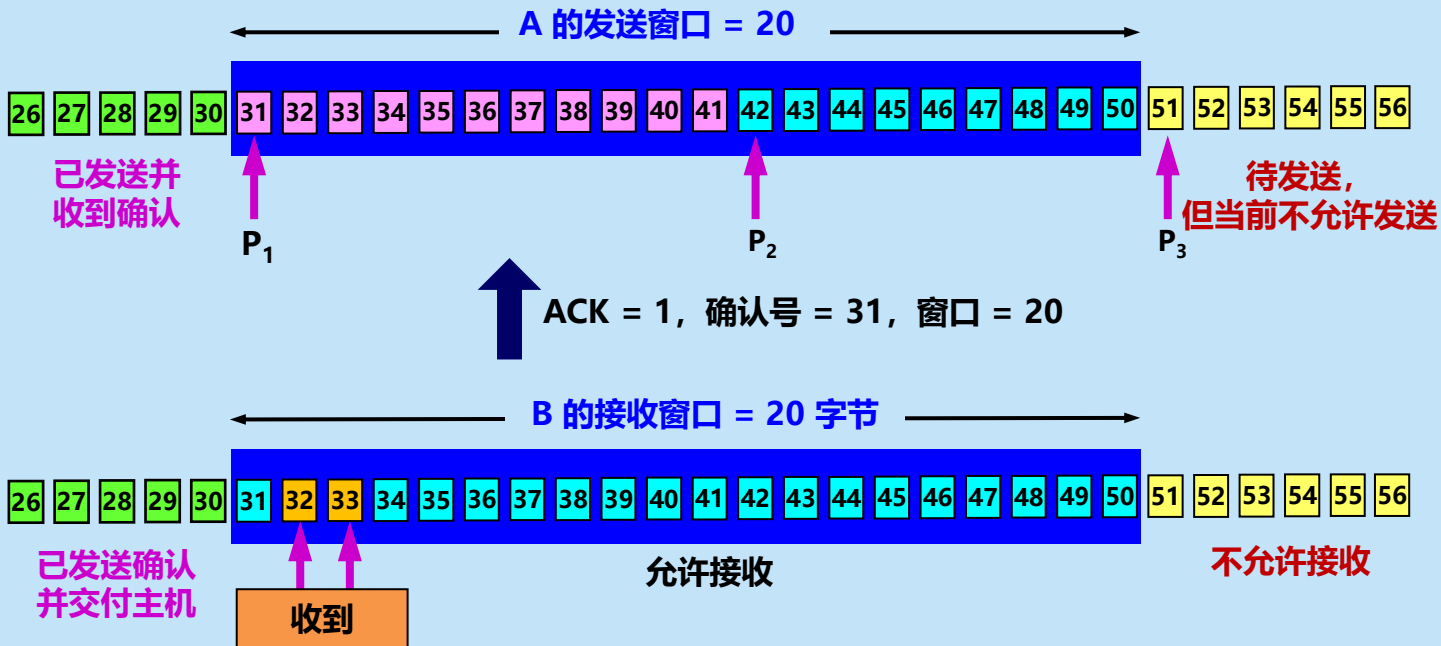 A 的发送窗口 = 20
26 27 28 29 30 31 32 33 34 35 36 37 38 39 40 41 42 43 44 45 46 47 48 49 50 51 52 53 54 55 56
已发送并
收到确认
待发送,
但当前不允许发送
P1
P2
P3
ACK = 1, 确认号 = 31, 窗口 = 20
B 的接收窗口 = 20 字节
26 27 28 29 30 31 32 33 34 35 36 37 38 39 40 41 42 43 44 45 46 47 48 49 50 51 52 53 54 55 56
已发送确认
并交付主机
收到
允许接收
不允许接收